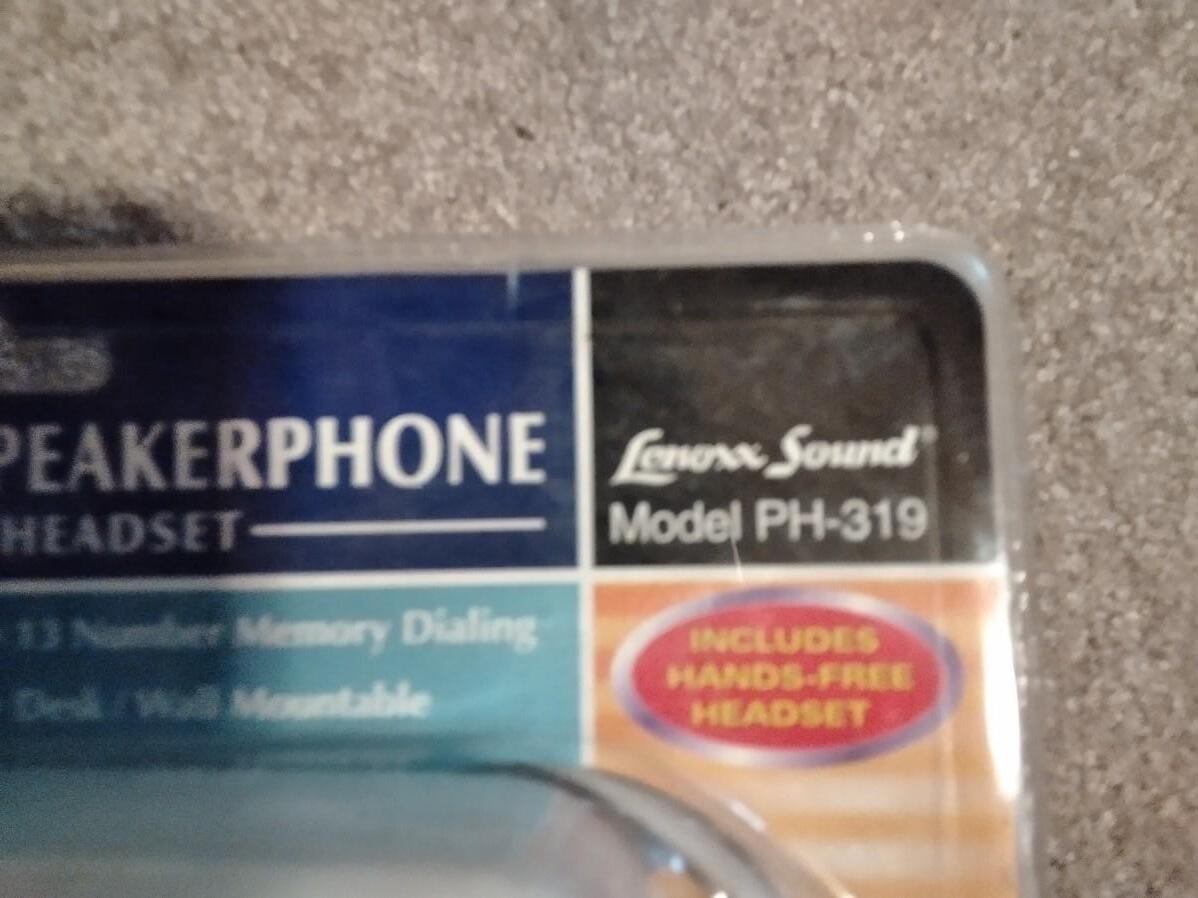 PEAKERPHONE
HEADSET
Lenoxx Sound
Model PH-319
13 Number Memory Dialing
Desk / Wall Mountable
INCLUDES
HANDS-FREE
HEADSET